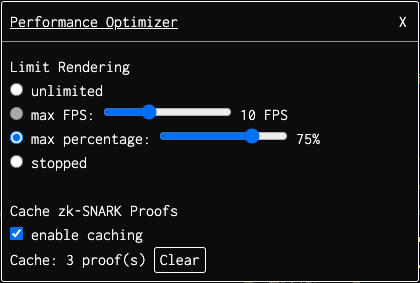 Performance Optimizer X
Limit Rendering
unlimited
max FPS: 10 FPS
max percentage: 75%
stopped
Cache zk-SNARK Proofs
enable caching
Cache: 3 proof(s) Clear